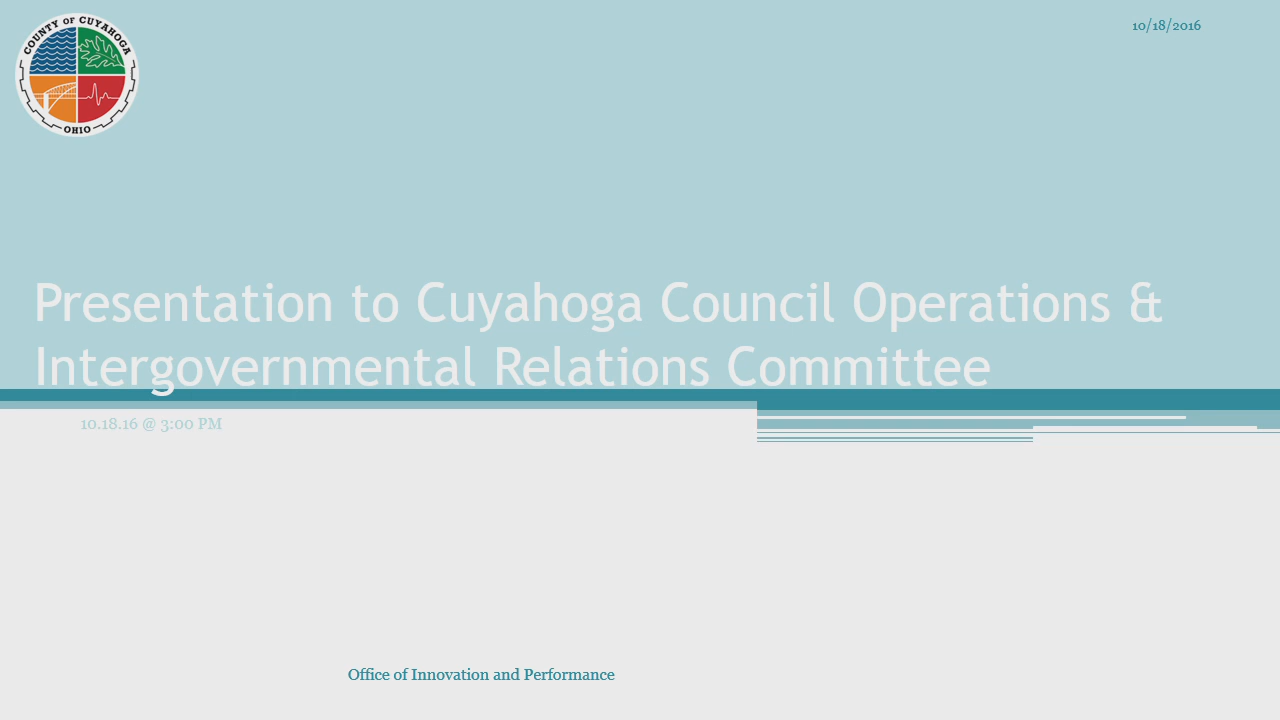 COUNTY OF CUYAHOGA
OHIO
10/18/2016
Presentation to Cuyahoga Council Operations &
Intergovernmental Relations Committee
10.18.16 @ 3:00 PM
Office of Innovation and Performance